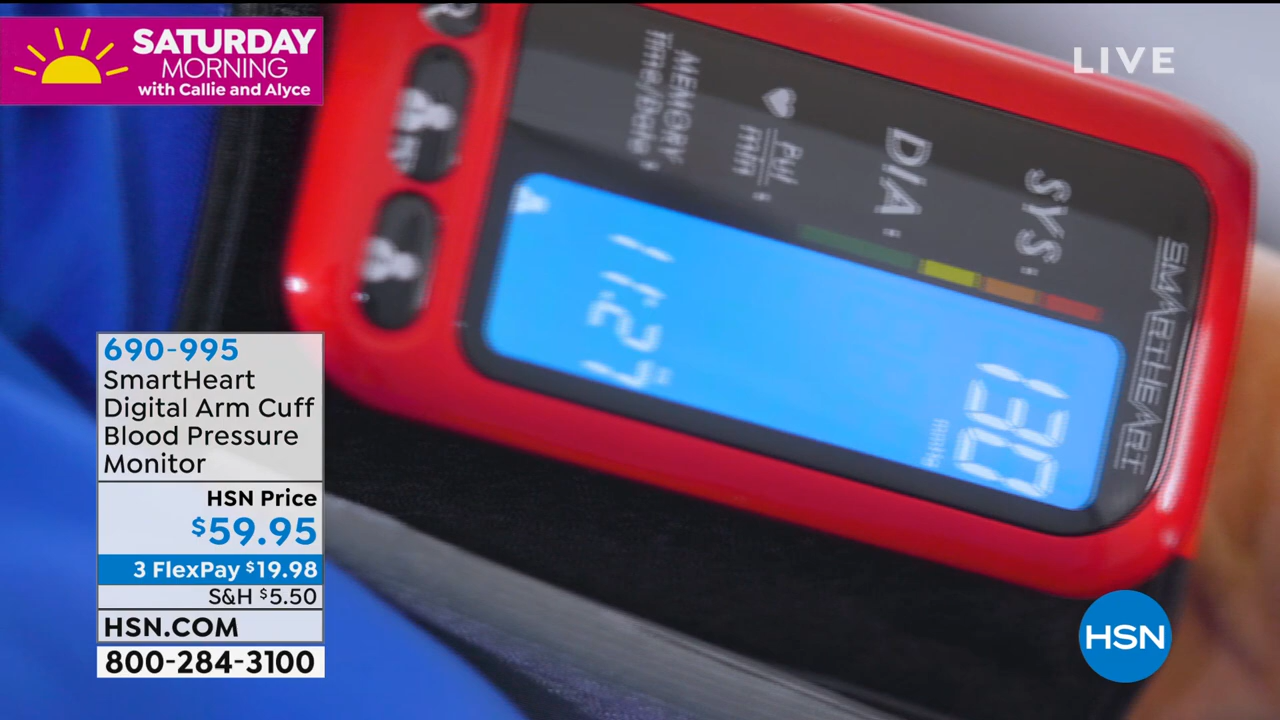 SATURDAY
MORNING
with Callie and Alyce
LIVE
MEMORY
Time/Date
Pul
min
DIA
SYS
SMARTHEART
130
mmHg
690-995
SmartHeart
Digital Arm Cuff
Blood Pressure
Monitor
HSN Price
$59.95
3 FlexPay $19.98
S&H $5.50
HSN.COM
800-284-3100
HSN